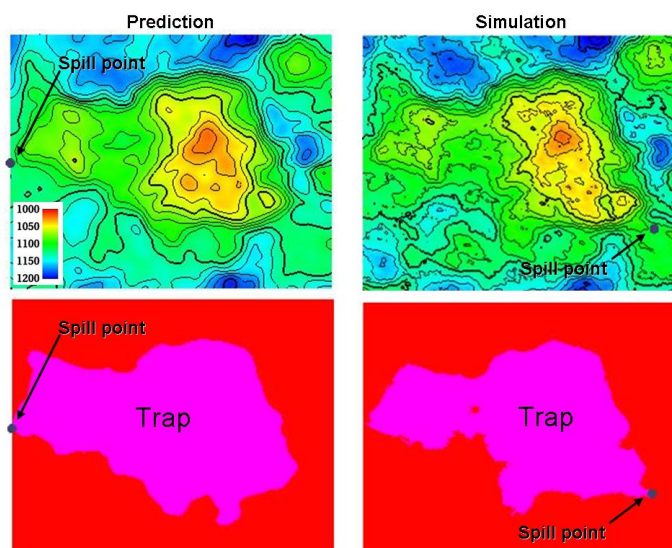 Prediction
Simulation
Spill point
1000
1050
1100
1150
1200
Spill point
Spill point
Trap
Trap
Spill point